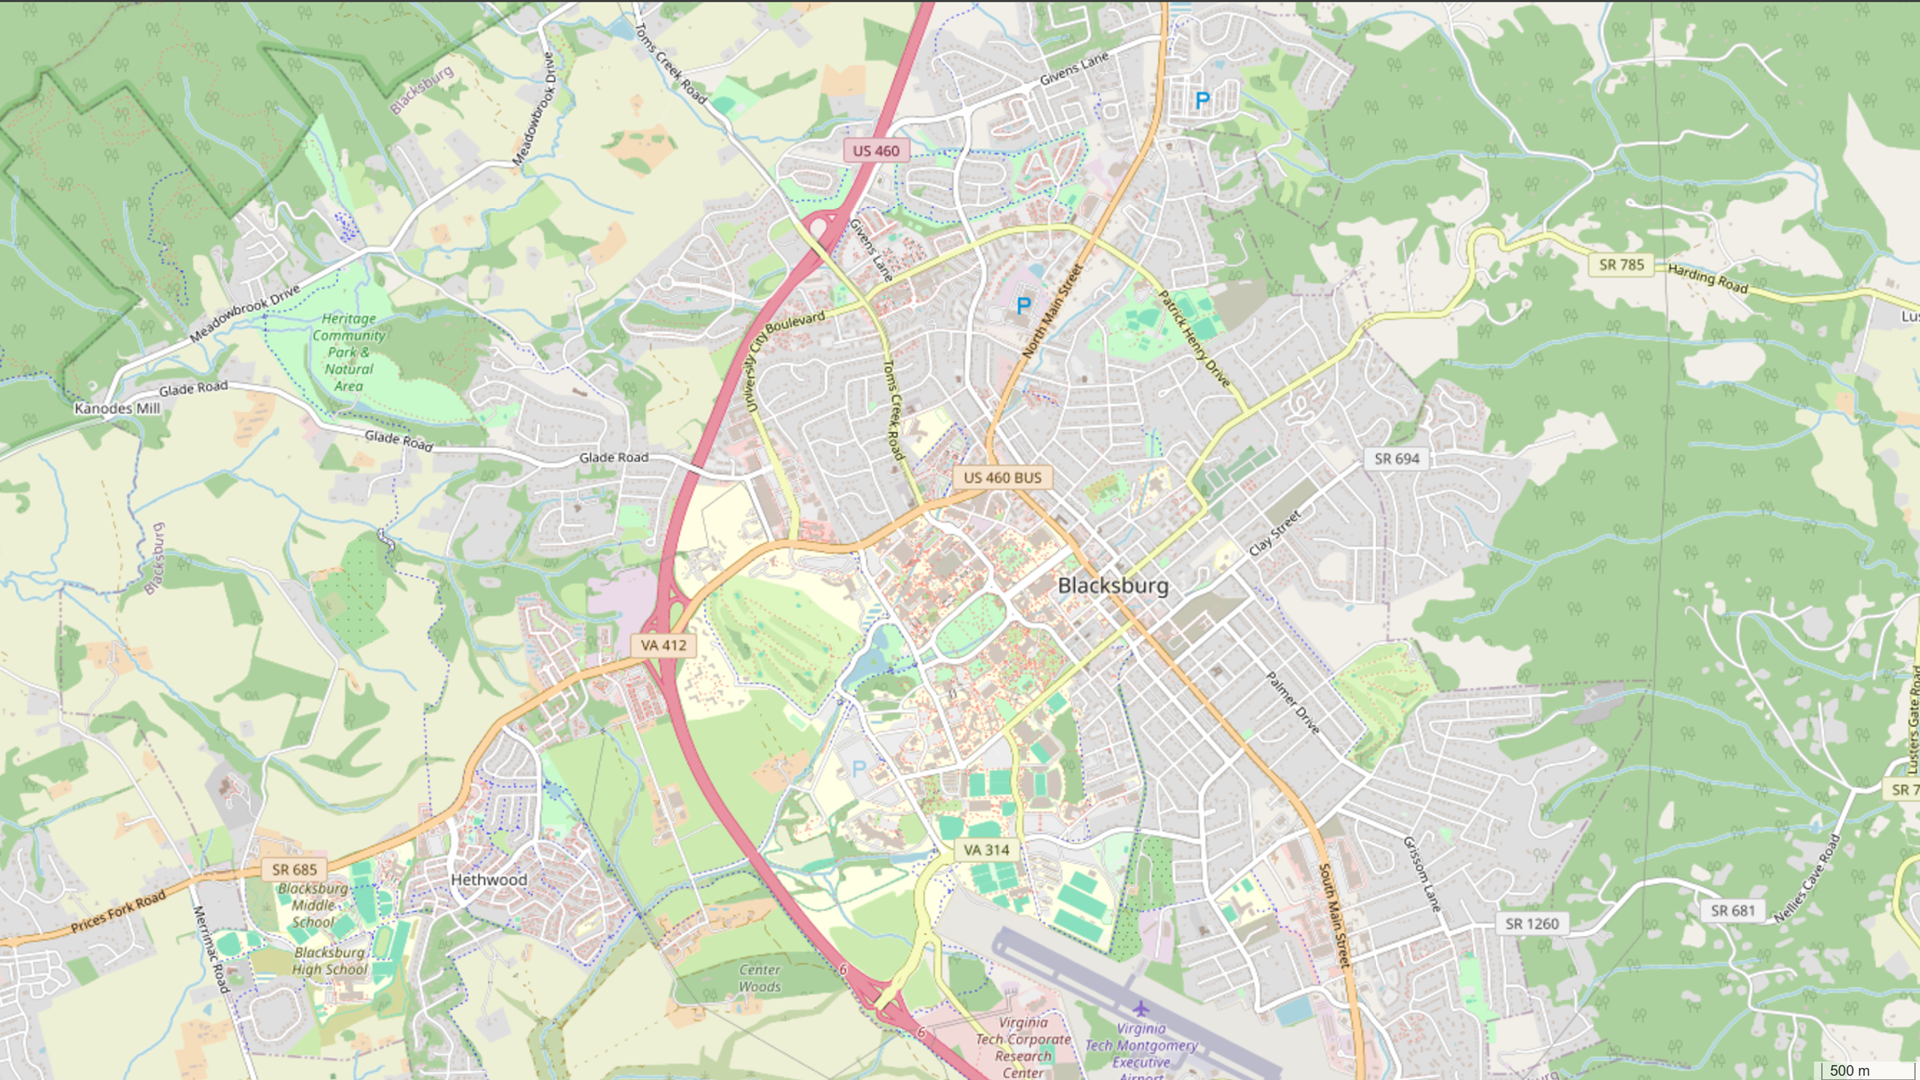 Toms Creek Road
Givens Lane
Blacksburg
Meadowbrook Drive
P
US 460
Givens Lane
SR 785
Harding Road
P
Patrick Henry Drive
North Main Street
Meadowbrook Drive
University City Boulevard
Heritage
Community
Park &
Natural
Area
Toms Creek Road
Glade Road
Kanodes Mill
Glade Road
Glade Road
SR 694
US 460 BUS
Clay Street
Blacksburg
Blacksburg
VA 412
Palmer Drive
Lusters Gate Road
P
SR 7
VA 314
Grissom Lane
Nellies Cave Road
SR 685
Hethwood
Blacksburg
Middle
School
South Main Street
Prices Fork Road
SR 681
SR 1260
Merrimac Road
Blacksburg
High School
6
Center
Woods
6
Virginia
Tech Corporate
Research
Center
Virginia
Tech Montgomery
Executive
Airport
500 m